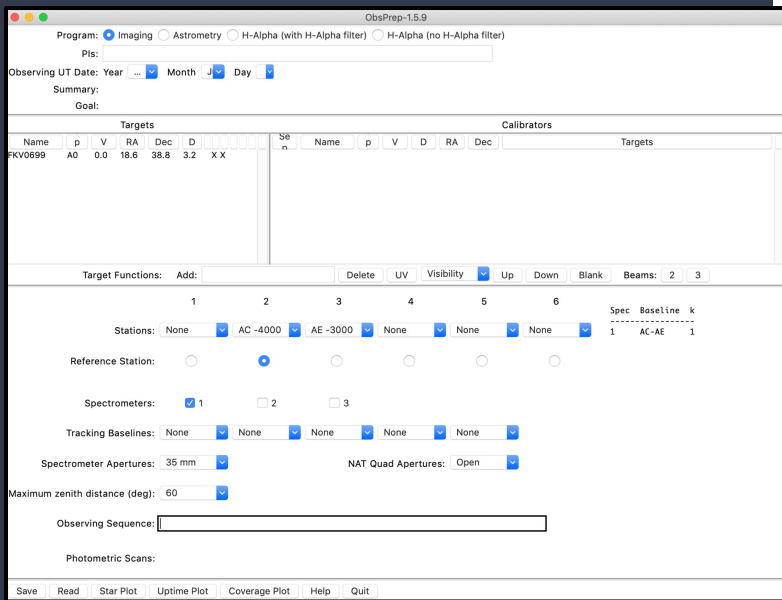 ObsPrep-1.5.9
Program: Imaging Astrometry H-Alpha (with H-Alpha filter) H-Alpha (no H-Alpha filter)
PIs:
Observing UT Date: Year ... Month J Day
Summary:
Goal:
Targets Calibrators
Name p V RA Dec D Se Name p V D RA Dec Targets
FKV0699 A0 0.0 18.6 38.8 3.2 X X
Target Functions: Add: Delete UV Visibility Up Down Blank Beams: 2 3
1 2 3 4 5 6
Spec Baseline k
Stations: None AC -4000 AE -3000 None None None 1 AC-AE 1
Reference Station:
Spectrometers: 1 2 3
Tracking Baselines: None None None None None
Spectrometer Apertures: 35 mm NAT Quad Apertures: Open
Maximum zenith distance (deg): 60
Observing Sequence:
Photometric Scans:
Save Read Star Plot Uptime Plot Coverage Plot Help Quit